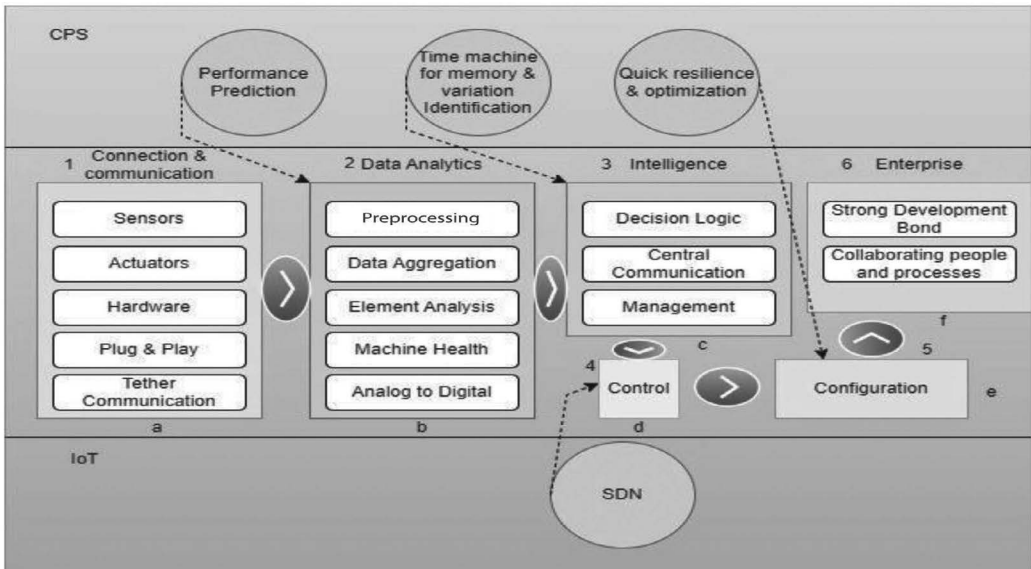 CPS
Performance
Prediction
Time machine
for memory &
variation
Identification
Quick resilience
& optimization
1 Connection &
communication
2 Data Analytics
3 Intelligence
6 Enterprise
Sensors
Actuators
Hardware
Plug & Play
Tether
Communication
a
Preprocessing
Data Aggregation
Element Analysis
Machine Health
Analog to Digital
b
Decision Logic
Central
Communication
Management
c
Strong Development
Bond
Collaborating people
and processes
f
4
Control
d
5
Configuration
e
IoT
SDN